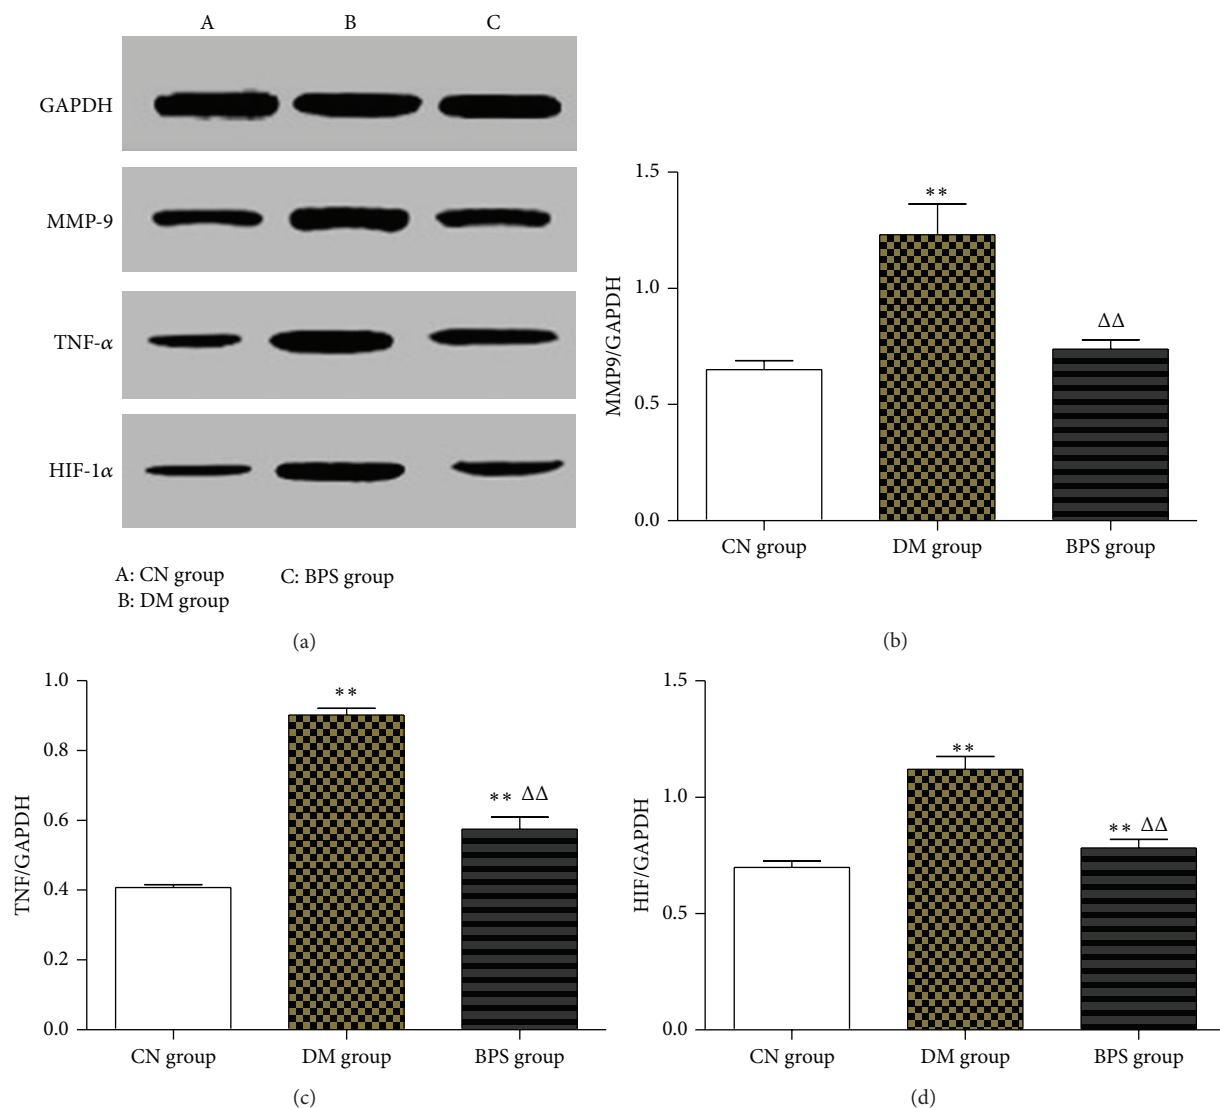 A B C
GAPDH
MMP-9
TNF-α
HIF-1α
A: CN group C: BPS group
B: DM group
(a)
1.5
1.0
0.5
0.0
MMP9/GAPDH
**
ΔΔ
CN group DM group BPS group
(b)
1.0
0.8
0.6
0.4
0.2
0.0
TNF/GAPDH
**
** ΔΔ
CN group DM group BPS group
(c)
1.5
1.0
0.5
0.0
HIF/GAPDH
**
** ΔΔ
CN group DM group BPS group
(d)